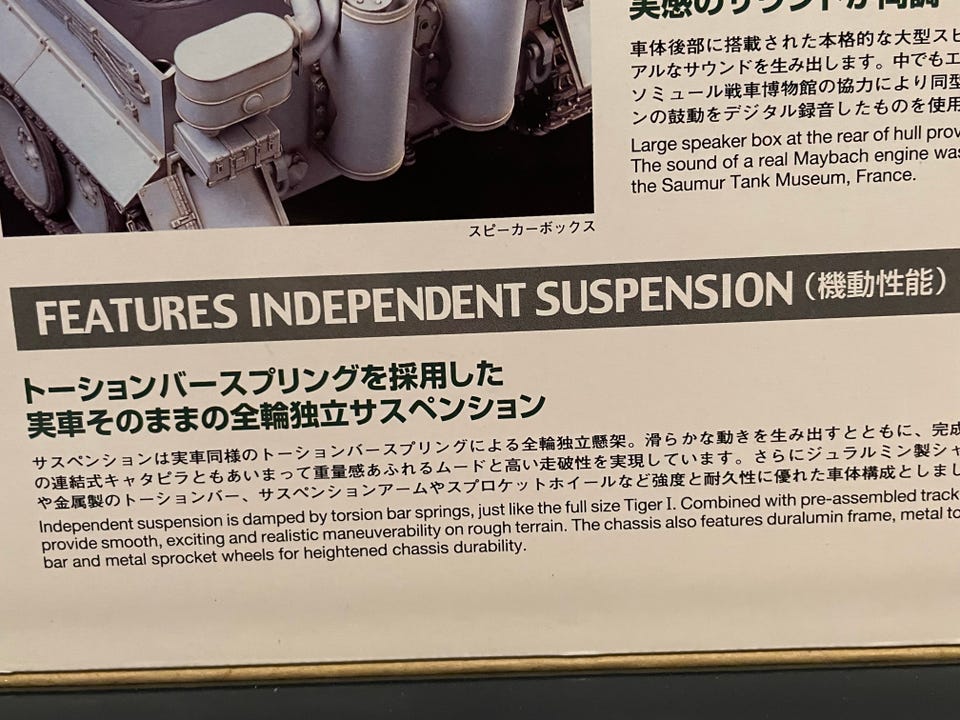 実感のサウンドが同調
車体後部に搭載された本格的な大型スピ
アルなサウンドを生み出します。中でもエ
ソミュール戦車博物館の協力により同型
ンの鼓動をデジタル録音したものを使用
Large speaker box at the rear of hull prov
The sound of a real Maybach engine was
the Saumur Tank Museum, France.
スピーカーボックス
FEATURES INDEPENDENT SUSPENSION（機動性能）
トーションバースプリングを採用した
実車そのままの全輪独立サスペンション
サスペンションは実車同様のトーションバースプリングによる全輪独立懸架。滑らかな動きを生み出すとともに、完成
の連結式キャタピラともあいまって重量感あふれるムードと高い走破性を実現しています。さらにジュラルミン製シャ
や金属製のトーションバー、サスペンションアームやスプロケットホイールなど強度と耐久性に優れた車体構成としまし
Independent suspension is damped by torsion bar springs, just like the full size Tiger I. Combined with pre-assembled track
provide smooth, exciting and realistic maneuverability on rough terrain. The chassis also features duralumin frame, metal to
bar and metal sprocket wheels for heightened chassis durability.